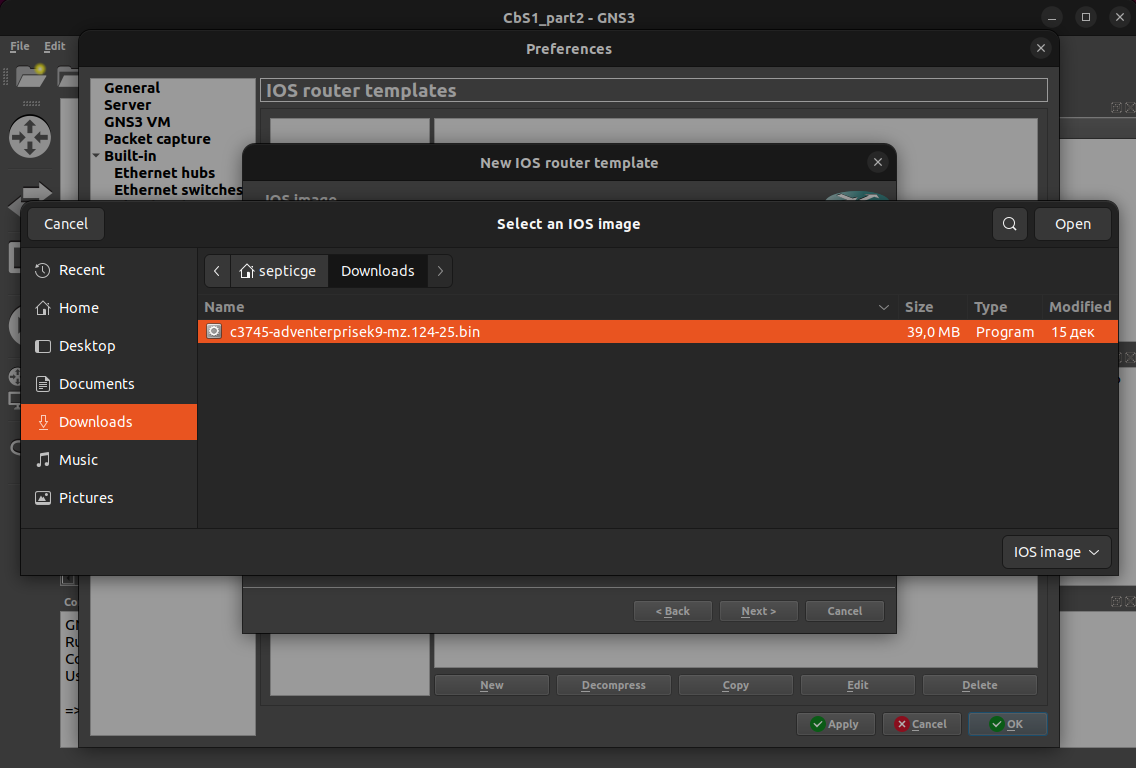 CbS1_part2 - GNS3
File Edit
Preferences
General
Server
GNS3 VM
Packet capture
Built-in
Ethernet hubs
Ethernet switches
IOS router templates
New IOS router template
IOS image
Cancel
Select an IOS image
Open
Recent
Home
Desktop
Documents
Downloads
Music
Pictures
septicge
Downloads
Name Size Type Modified
c3745-adventerprisek9-mz.124-25.bin 39,0 MB Program 15 дек
IOS image
< Back Next > Cancel
New Decompress Copy Edit Delete
Apply Cancel OK
Co
GN
Ru
Co
Us
=>